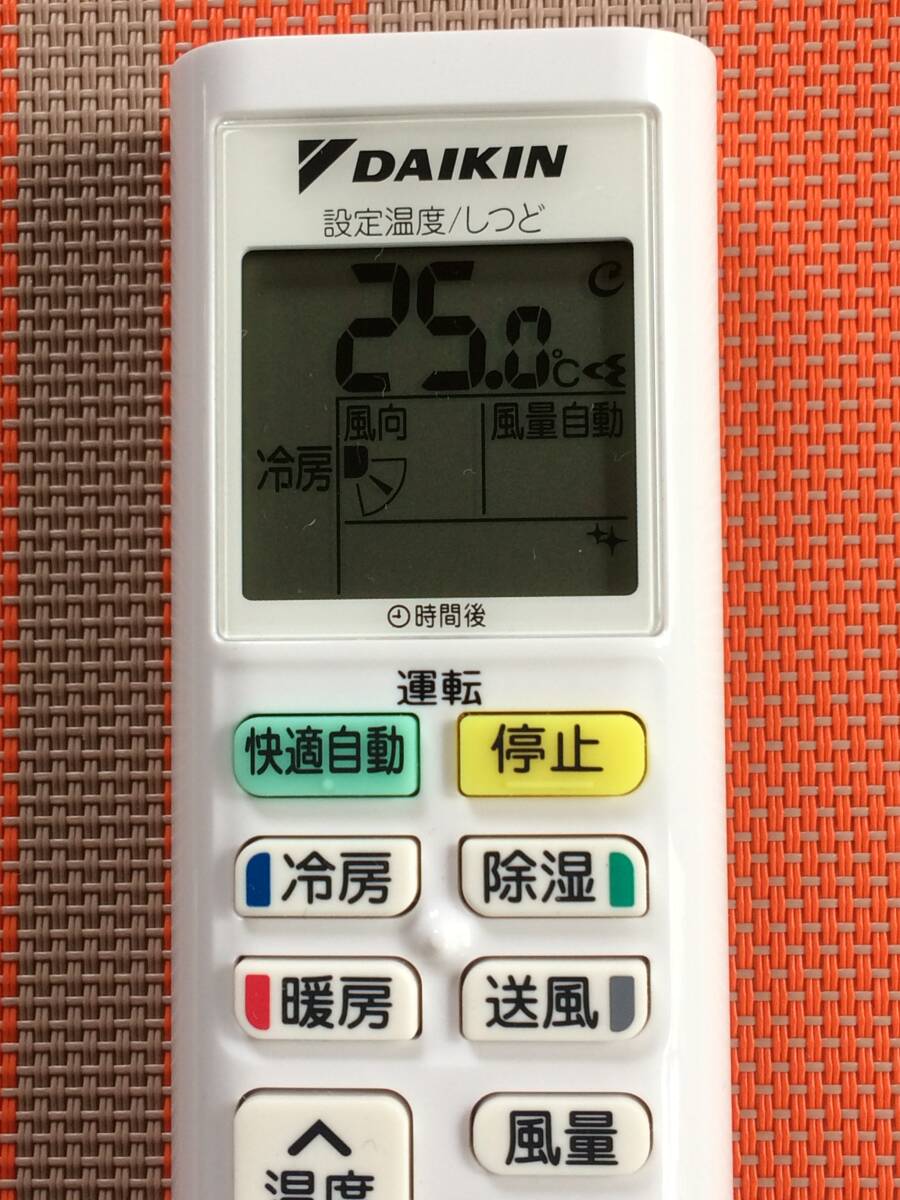 DAIKIN
設定温度/しつど
25.0℃
風向 風量自動
冷房
時間後
運転
快適自動 停止
冷房 除湿
暖房 送風
風量
温度